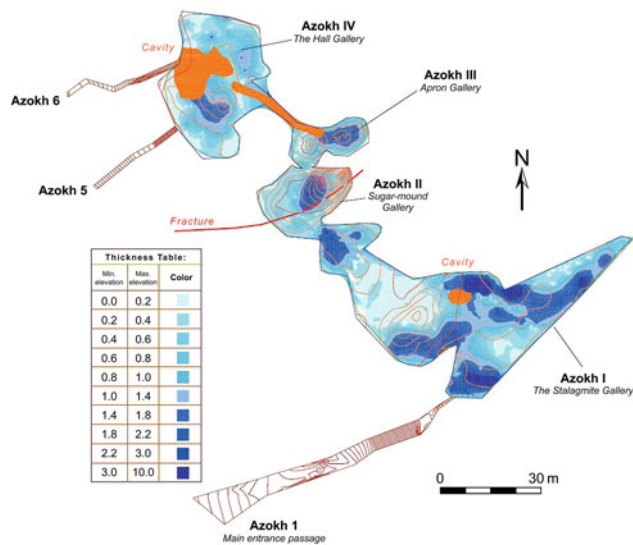 Azokh IV
The Hall Gallery
Cavity
Azokh III
Apron Gallery
Azokh 6
Azokh 5
N
Azokh II
Sugar-mound
Gallery
Fracture
Cavity
Thickness Table:
Min. elevation Max. elevation Color
0.0 0.2
0.2 0.4
0.4 0.6
0.6 0.8
0.8 1.0
1.0 1.4
1.4 1.8
1.8 2.2
2.2 3.0
3.0 10.0
Azokh I
The Stalagmite Gallery
0 30 m
Azokh 1
Main entrance passage